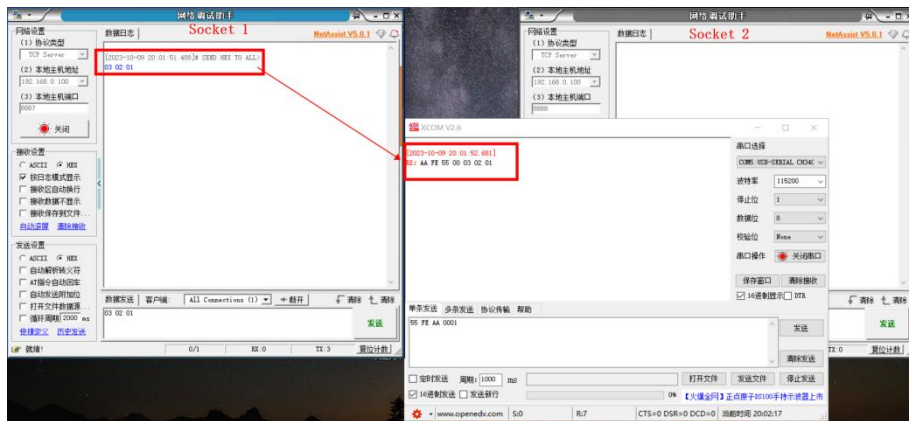 网络调试助手
网络设置
(1) 协议类型
TCP Server
(2) 本地主机地址
192.168.0.100
(3) 本地主机端口
8887
关闭
接收设置
ASCII HEX
按日志模式显示
接收区自动换行
接收数据不显示
接收保存到文件...
自动滚屏 清除接收
发送设置
ASCII HEX
自动解析转义符
AT指令自动回车
自动发送附加位
打开文件数据源...
循环周期 2000 ms
快捷定义 历史发送
数据日志
Socket 1
NetAssist V5.0.1
[2023-10-09 20:01:51.480]# SEND HEX TO ALL>
03 02 01
数据发送 客户端: All Connections (1) 断开 清除 清除
03 02 01
发送
就绪! 0/1 RX:0 TX:3 复位计数
网络调试助手
网络设置
(1) 协议类型
TCP Server
(2) 本地主机地址
192.168.0.100
(3) 本地主机端口
8888
数据日志
Socket 2
NetAssist V5.0.1
清除 清除
发送
TX:0 复位计数
XCOM V2.6
[2023-10-09 20:01:52.681]
RX: AA FE 55 00 03 02 01
串口选择
COM5:USB-SERIAL CH34C
波特率 115200
停止位 1
数据位 8
校验位 None
串口操作 关闭串口
保存窗口 清除接收
16进制显示 DTR
单条发送 多条发送 协议传输 帮助
55 FE AA 0001
发送
清除发送
定时发送 周期: 1000 ms 打开文件 发送文件 停止发送
16进制发送 发送新行 0% 【火爆全网】正点原子DS100手持示波器上市
www.openedv.com S:0 R:7 CTS=0 DSR=0 DCD=0 当前时间 20:02:17